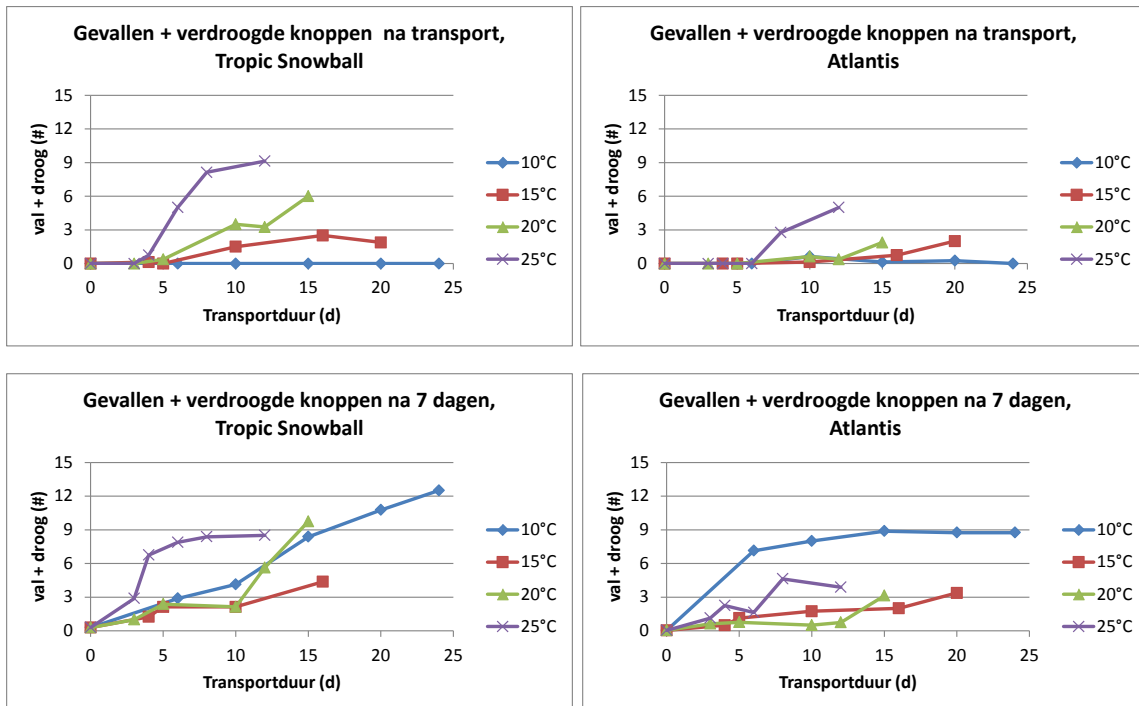 Gevallen + verdroogde knoppen na transport,
Tropic Snowball
15
12
9
6
3
0
val + droog (#)
0 5 10 15 20 25
Transportduur (d)
10°C
15°C
20°C
25°C
Gevallen + verdroogde knoppen na transport,
Atlantis
15
12
9
6
3
0
val + droog (#)
0 5 10 15 20 25
Transportduur (d)
10°C
15°C
20°C
25°C
Gevallen + verdroogde knoppen na 7 dagen,
Tropic Snowball
15
12
9
6
3
0
val + droog (#)
0 5 10 15 20 25
Transportduur (d)
10°C
15°C
20°C
25°C
Gevallen + verdroogde knoppen na 7 dagen,
Atlantis
15
12
9
6
3
0
val + droog (#)
0 5 10 15 20 25
Transportduur (d)
10°C
15°C
20°C
25°C